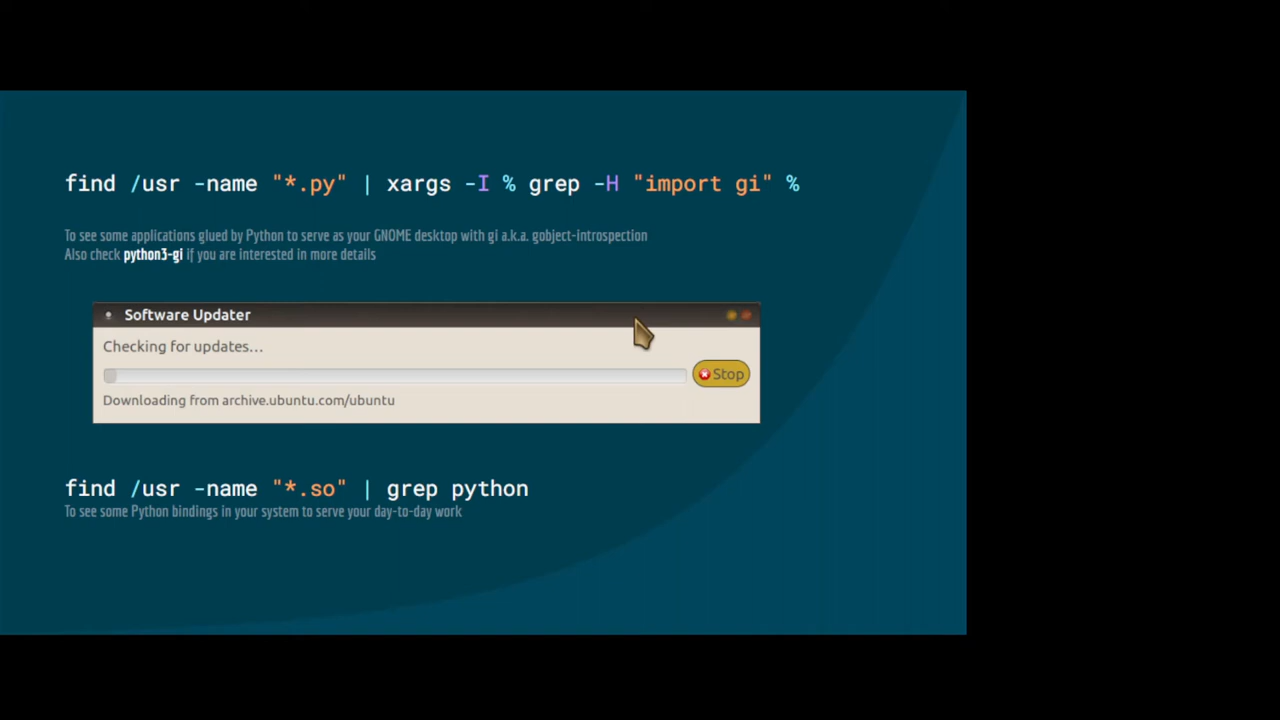 find /usr -name "*.py" | xargs -I % grep -H "import gi" %
To see some applications glued by Python to serve as your GNOME desktop with gi a.k.a. gobject-introspection
Also check python3-gi if you are interested in more details
Software Updater
Checking for updates...
Stop
Downloading from archive.ubuntu.com/ubuntu
find /usr -name "*.so" | grep python
To see some Python bindings in your system to serve your day-to-day work